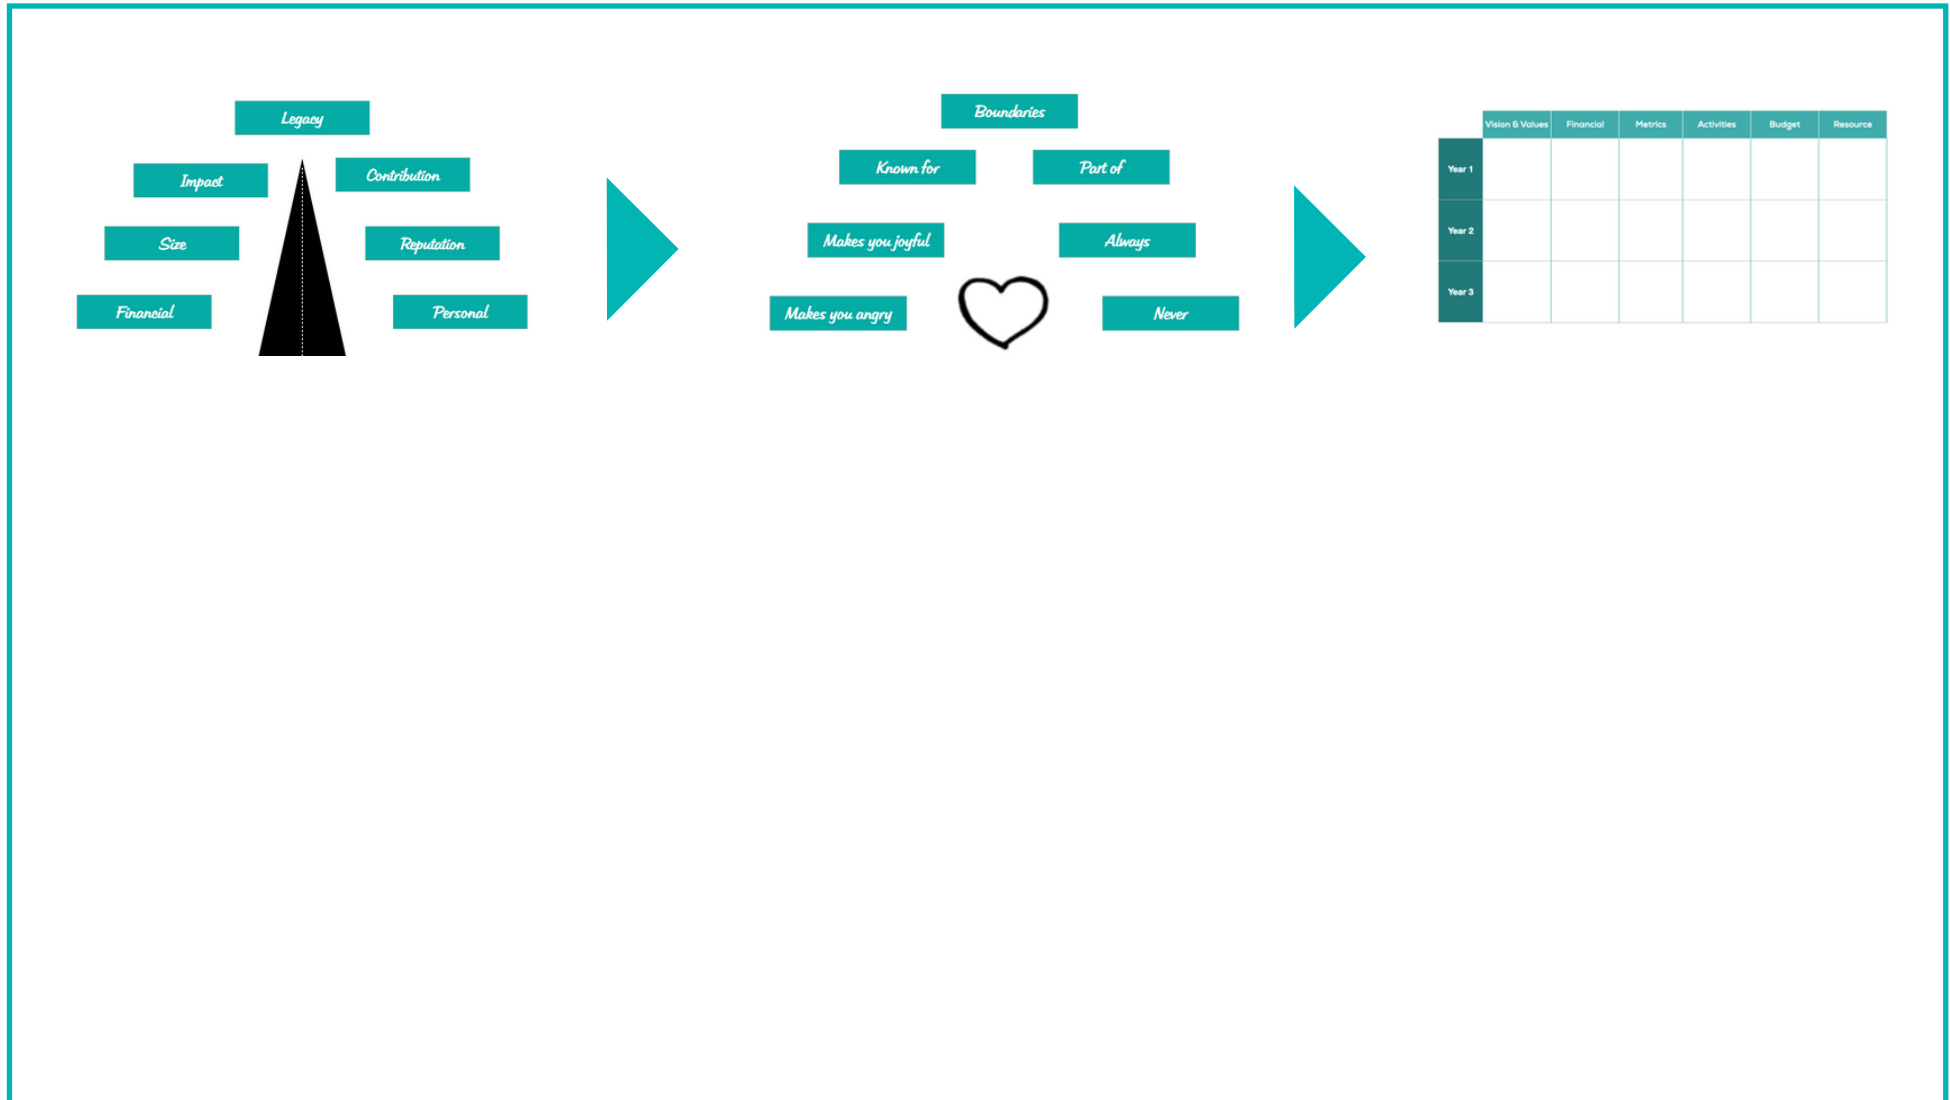 Legacy
Impact
Contribution
Size
Reputation
Financial
Personal
Boundaries
Known for
Part of
Makes you joyful
Always
Makes you angry
Never
Vision & Values Financial Metrics Activities Budget Resource
Year 1
Year 2
Year 3